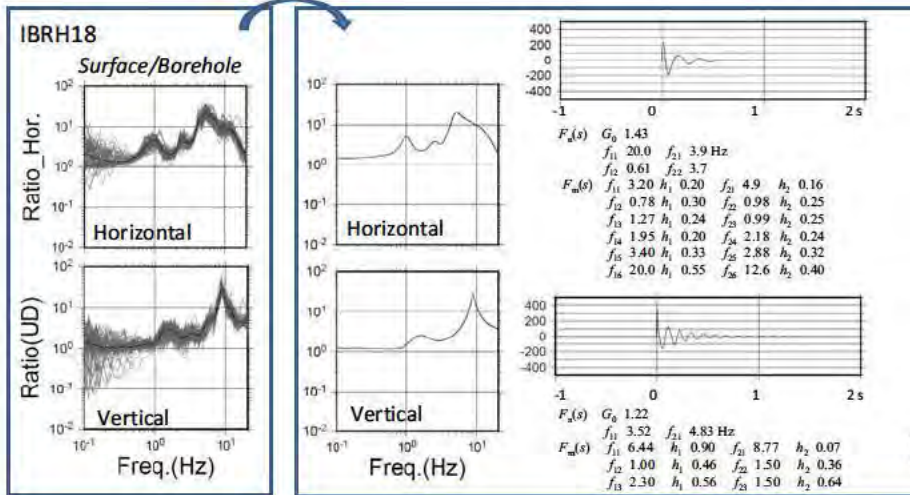 IBRH18
Surface/Borehole
Ratio_Hor.
10²
10¹
10⁰
10⁻¹
10⁻²
Horizontal
Ratio(UD)
10²
10¹
10⁰
10⁻¹
10⁻²
Vertical
10⁻¹ 10⁰ 10¹
Freq.(Hz)
10²
10¹
10⁰
10⁻¹
10⁻²
Horizontal
10²
10¹
10⁰
10⁻¹
10⁻²
Vertical
10⁻¹ 10⁰ 10¹
Freq.(Hz)
400
200
0
-200
-400
-1 0 1 2 s
Fₙ(s) G₀ 1.43
f₁₁ 20.0 f₂₁ 3.9 Hz
f₁₂ 0.61 f₂₂ 3.7
Fₘ(s) f₁₁ 3.20 h₁ 0.20 f₂₁ 4.9 h₂ 0.16
f₁₂ 0.78 h₁ 0.30 f₂₂ 0.98 h₂ 0.25
f₁₃ 1.27 h₁ 0.24 f₂₃ 0.99 h₂ 0.25
f₁₄ 1.95 h₁ 0.20 f₂₄ 2.18 h₂ 0.24
f₁₅ 3.40 h₁ 0.33 f₂₅ 2.88 h₂ 0.32
f₁₆ 20.0 h₁ 0.55 f₂₆ 12.6 h₂ 0.40
400
200
0
-200
-400
-1 0 1 2 s
Fₙ(s) G₀ 1.22
f₁₁ 3.52 f₂₁ 4.83 Hz
Fₘ(s) f₁₁ 6.44 h₁ 0.90 f₂₁ 8.77 h₂ 0.07
f₁₂ 1.00 h₁ 0.46 f₂₂ 1.50 h₂ 0.36
f₁₃ 2.30 h₁ 0.56 f₂₃ 1.50 h₂ 0.64